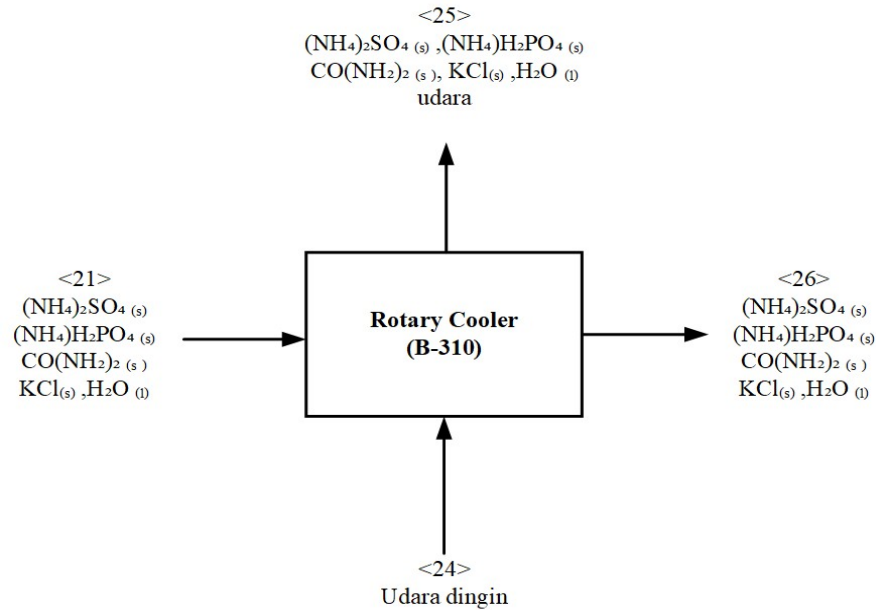 <25>
(NH₄)₂SO₄ (s) ,(NH₄)H₂PO₄ (s)
CO(NH₂)₂ (s ), KCl(s) ,H₂O (l)
udara
<21>
(NH₄)₂SO₄ (s)
(NH₄)H₂PO₄ (s)
CO(NH₂)₂ (s )
KCl(s) ,H₂O (l)
Rotary Cooler
(B-310)
<26>
(NH₄)₂SO₄ (s)
(NH₄)H₂PO₄ (s)
CO(NH₂)₂ (s )
KCl(s) ,H₂O (l)
<24>
Udara dingin